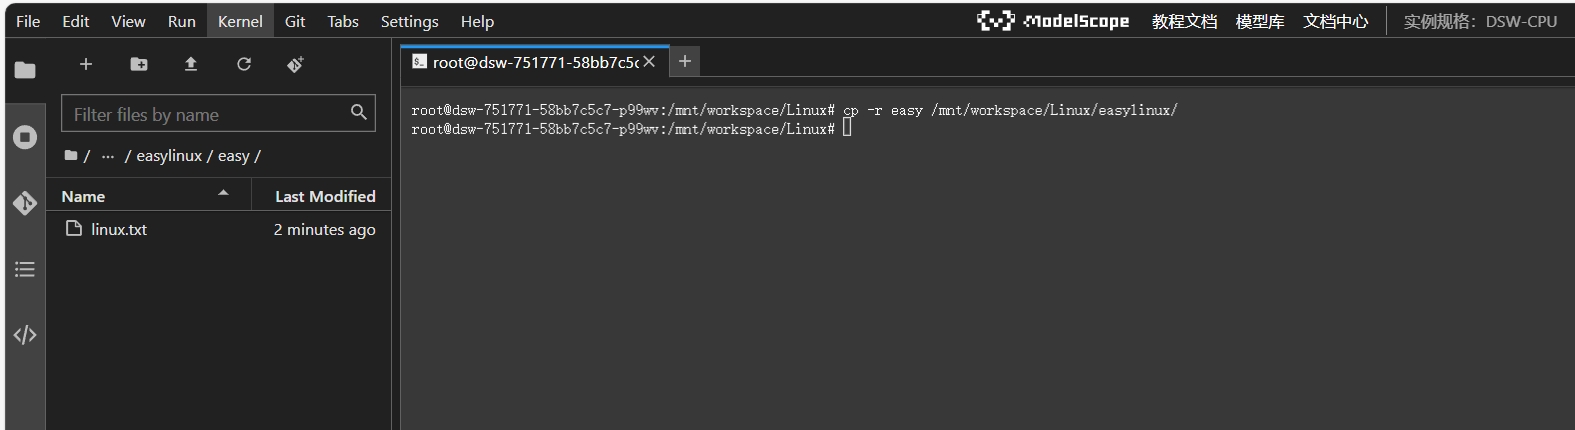 File Edit View Run Kernel Git Tabs Settings Help ModelScope 教程文档 模型库 文档中心 实例规格：DSW-CPU
root@dsw-751771-58bb7c5c
Filter files by name
/ ... / easylinux / easy /
Name Last Modified
linux.txt 2 minutes ago
root@dsw-751771-58bb7c5c7-p99wv:/mnt/workspace/Linux# cp -r easy /mnt/workspace/Linux/easylinux/
root@dsw-751771-58bb7c5c7-p99wv:/mnt/workspace/Linux#